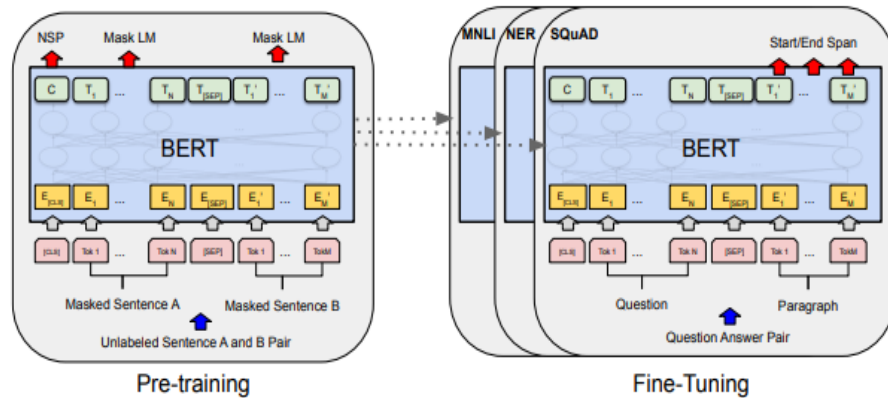 NSP Mask LM Mask LM
C T1 ... TN T[SEP] T1' ... TM'
BERT
E[CLS] E1 ... EN E[SEP] E1' ... EM'
[CLS] Tok 1 ... Tok N [SEP] Tok 1 ... TokM
Masked Sentence A Masked Sentence B
Unlabeled Sentence A and B Pair
Pre-training
MNLI NER SQuAD
Start/End Span
C T1 ... TN T[SEP] T1' ... TM'
BERT
E[CLS] E1 ... EN E[SEP] E1' ... EM'
[CLS] Tok 1 ... Tok N [SEP] Tok 1 ... TokM
Question Paragraph
Question Answer Pair
Fine-Tuning